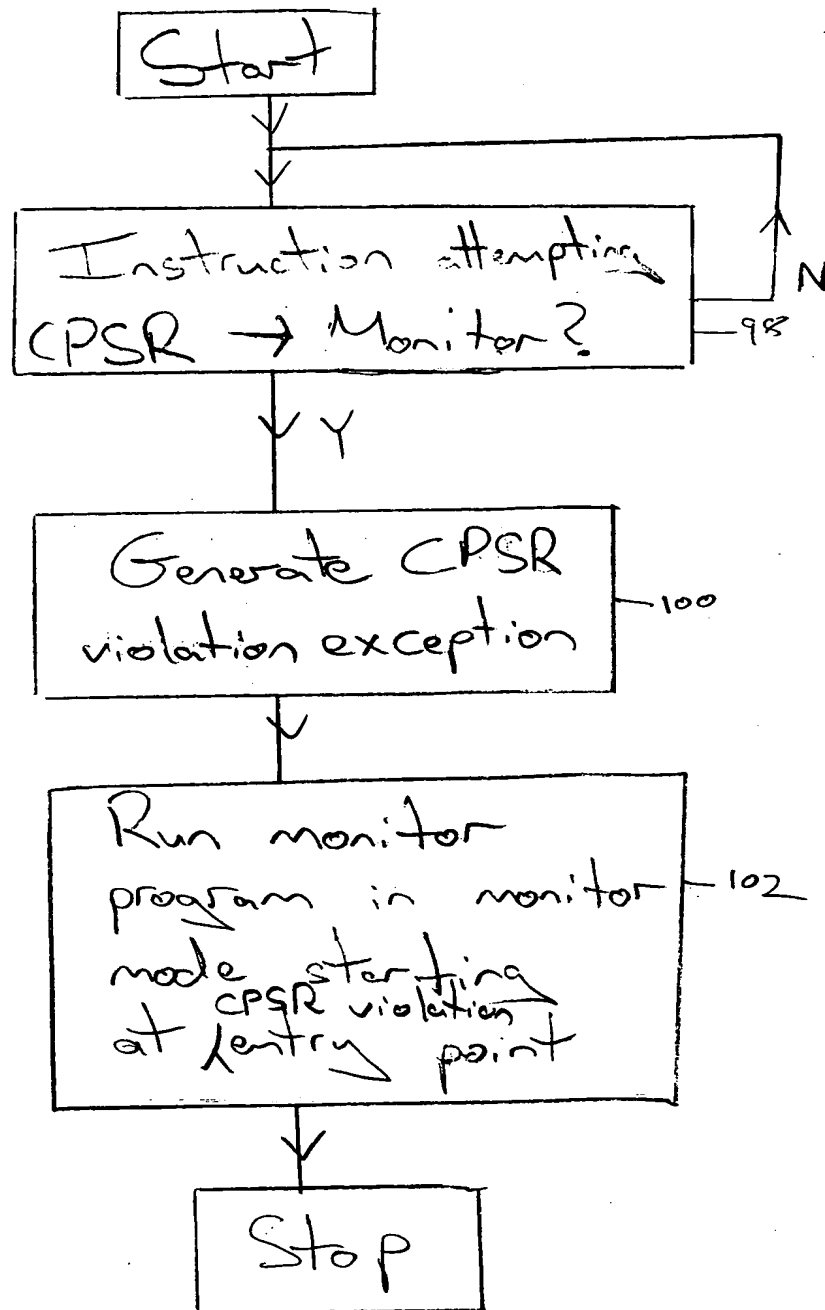 Start
Instruction attempting
CPSR → Monitor?
N
98
Y
Generate CPSR
violation exception
100
Run monitor
program in monitor
mode starting
CPSR violation
at entry point
102
Stop